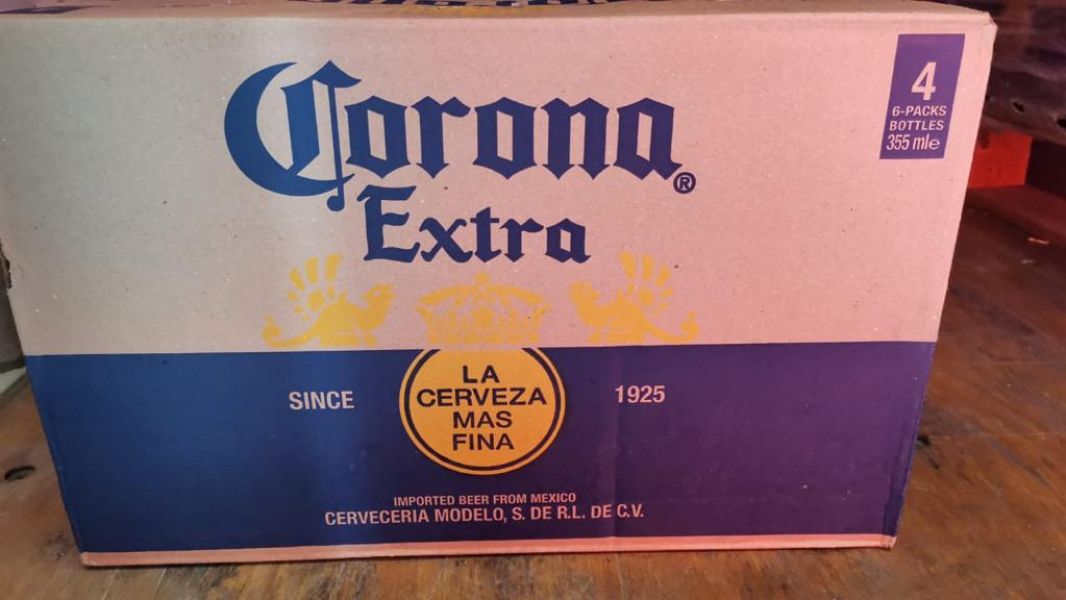 Corona®
Extra
4
6-PACKS
BOTTLES
355 mle
SINCE
LA
CERVEZA
MAS
FINA
1925
IMPORTED BEER FROM MEXICO
CERVECERIA MODELO, S. DE R.L. DE C.V.